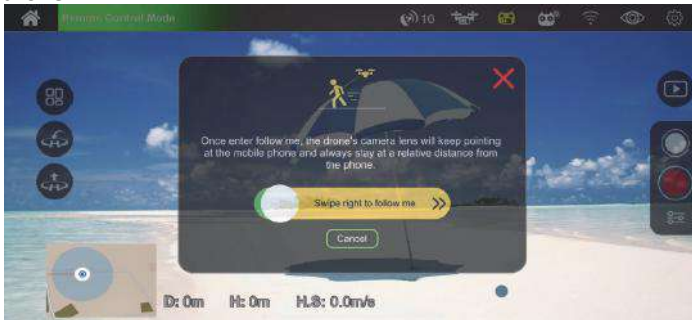 Remote Control Mode
10
Once enter follow me, the drone's camera lens will keep pointing
at the mobile phone and always stay at a relative distance from
the phone.
Swipe right to follow me
Cancel
D: 0m H: 0m H.S: 0.0m/s